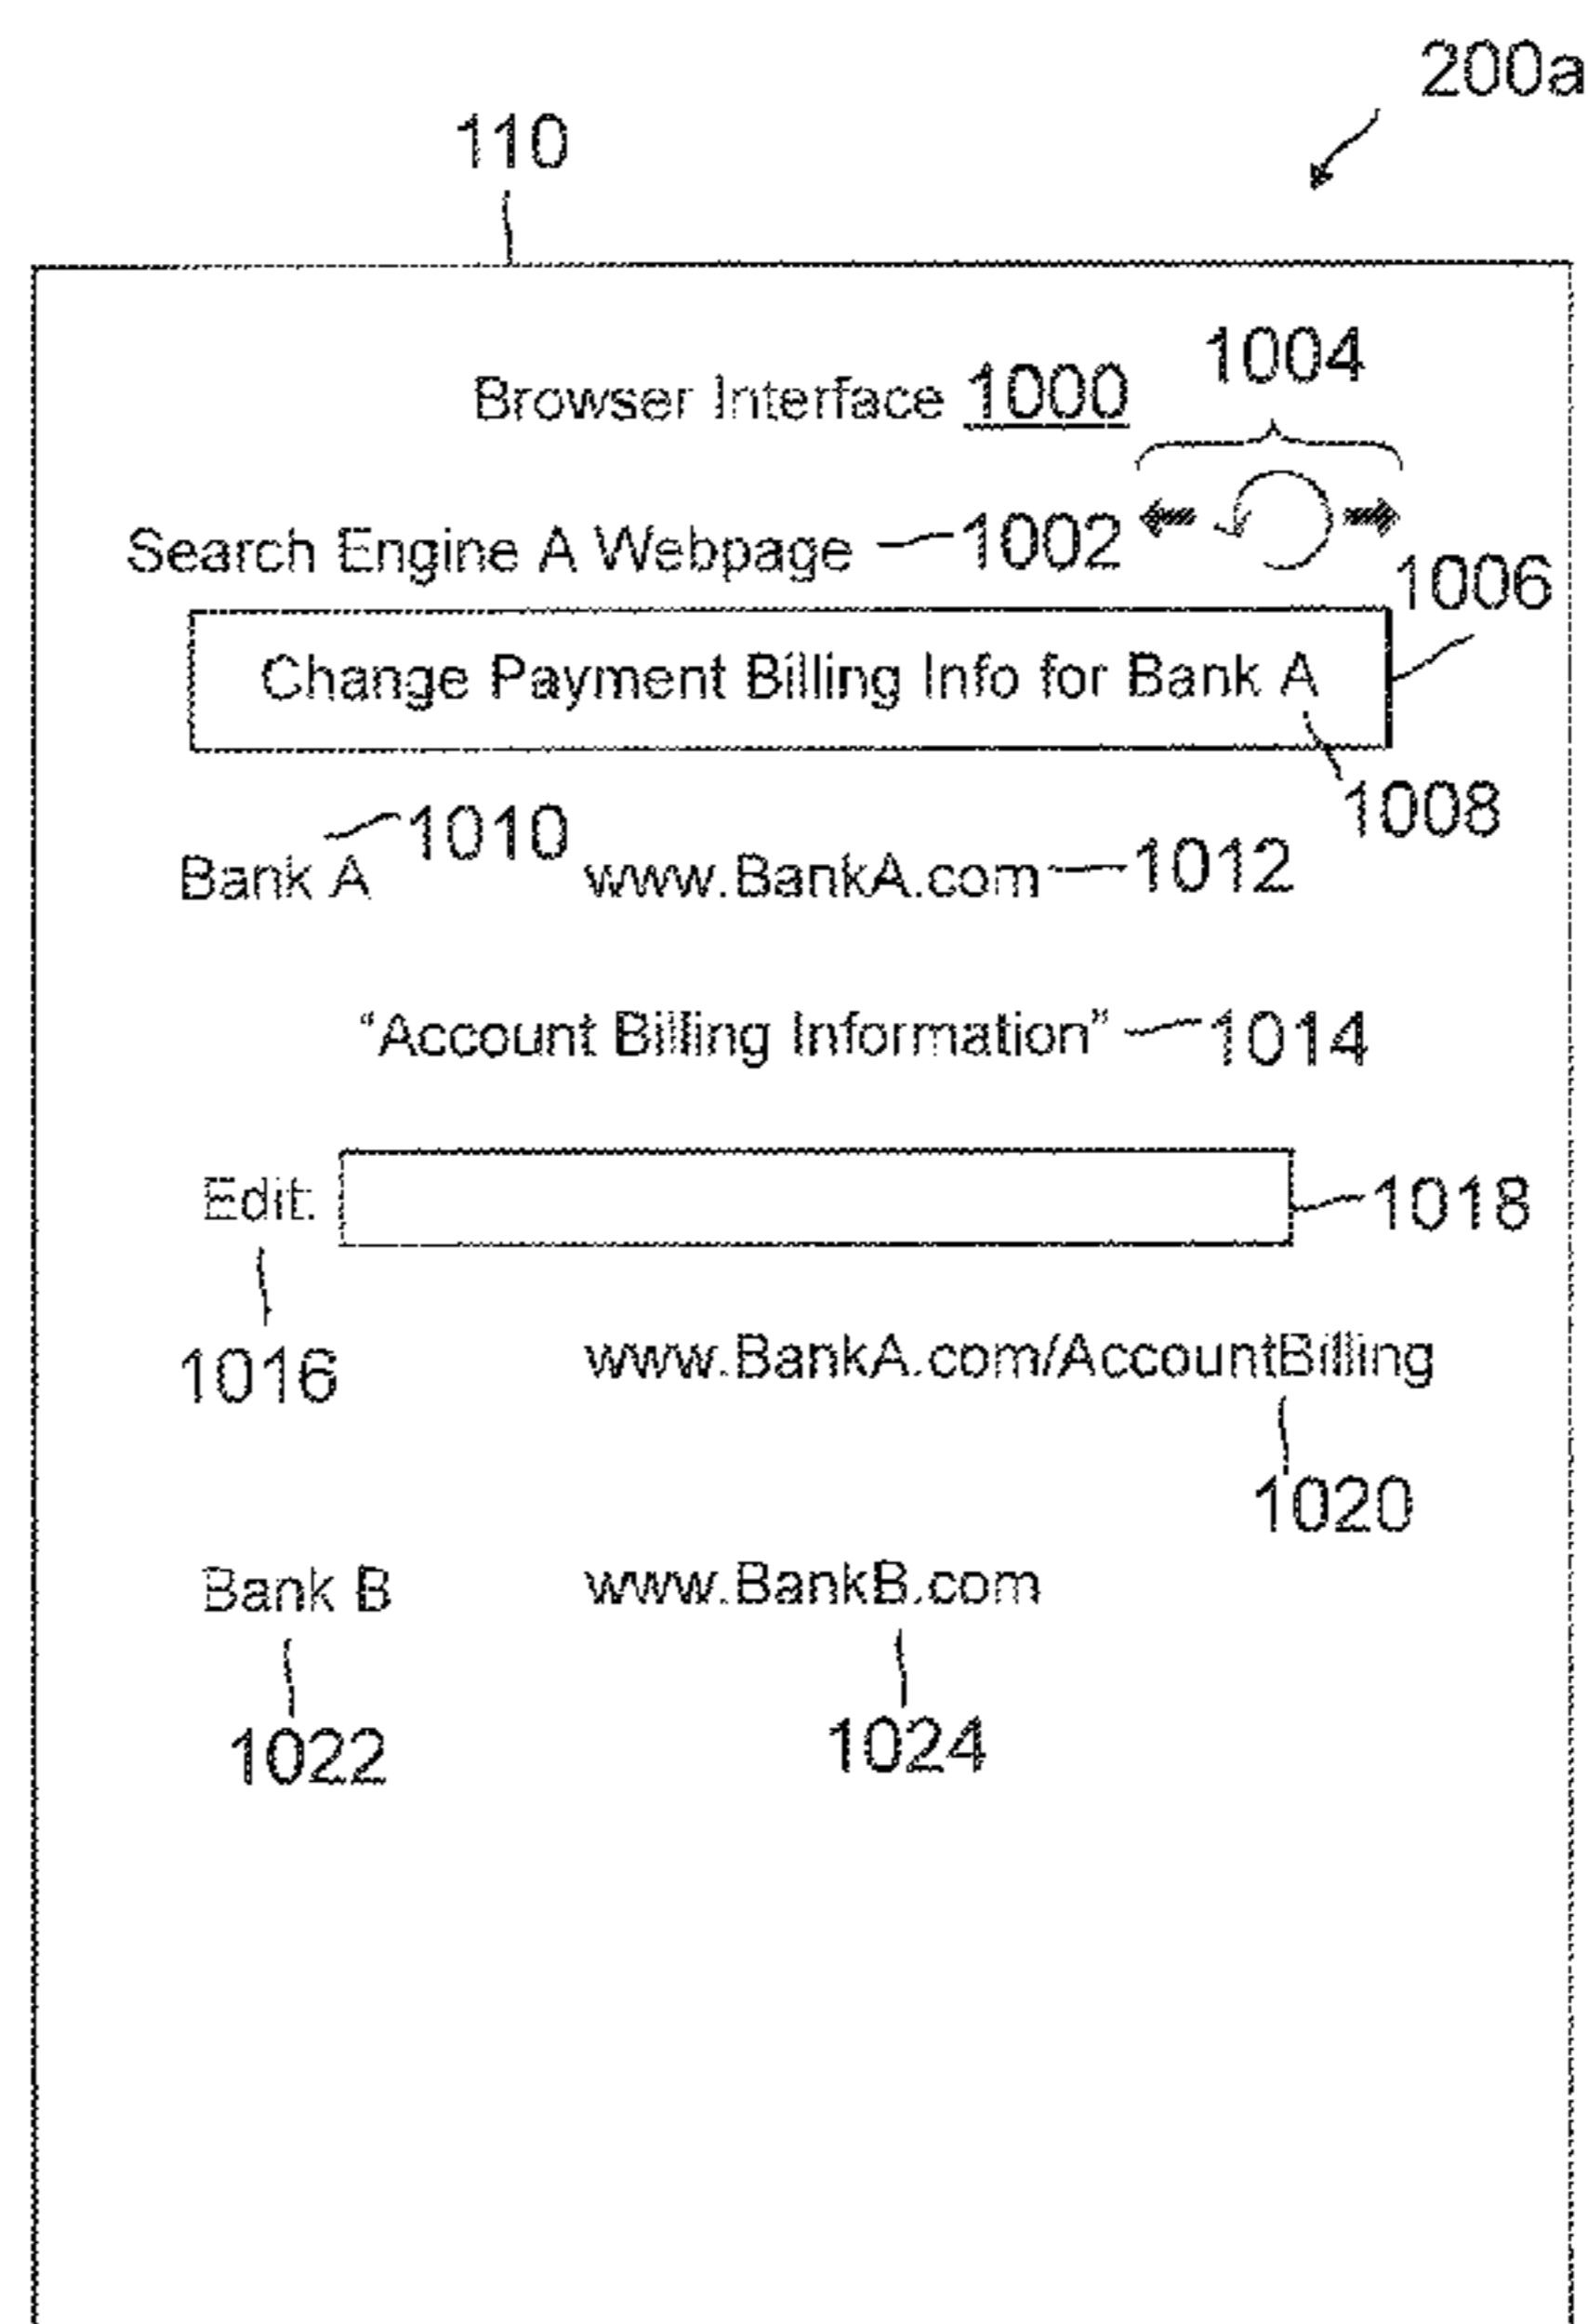 200a
110
1004
Browser Interface 1000
Search Engine A Webpage 1002
1006
Change Payment Billing Info for Bank A
1008
1010
Bank A www.BankA.com 1012
“Account Billing Information” 1014
Edit: 1018
1016
www.BankA.com/AccountBilling
1020
Bank B www.BankB.com
1022 1024